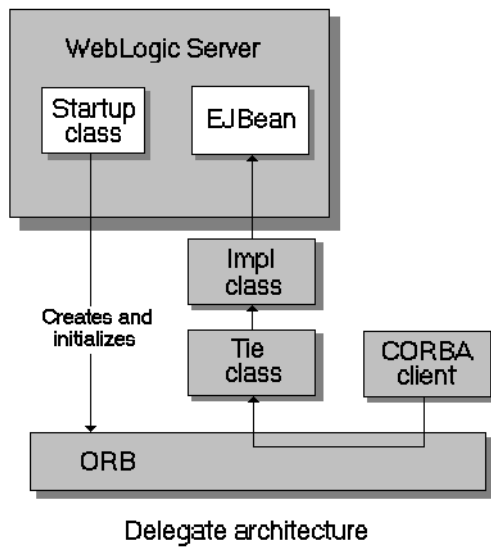 WebLogic Server
Startup
class
EJBean
Impl
class
Creates and
initializes
Tie
class
CORBA
client
ORB
Delegate architecture